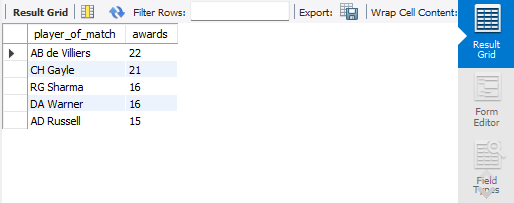 Result Grid Filter Rows: Export: Wrap Cell Content:
player_of_match awards
AB de Villiers 22
CH Gayle 21
RG Sharma 16
DA Warner 16
AD Russell 15
Result
Grid
Form
Editor
Field
Types